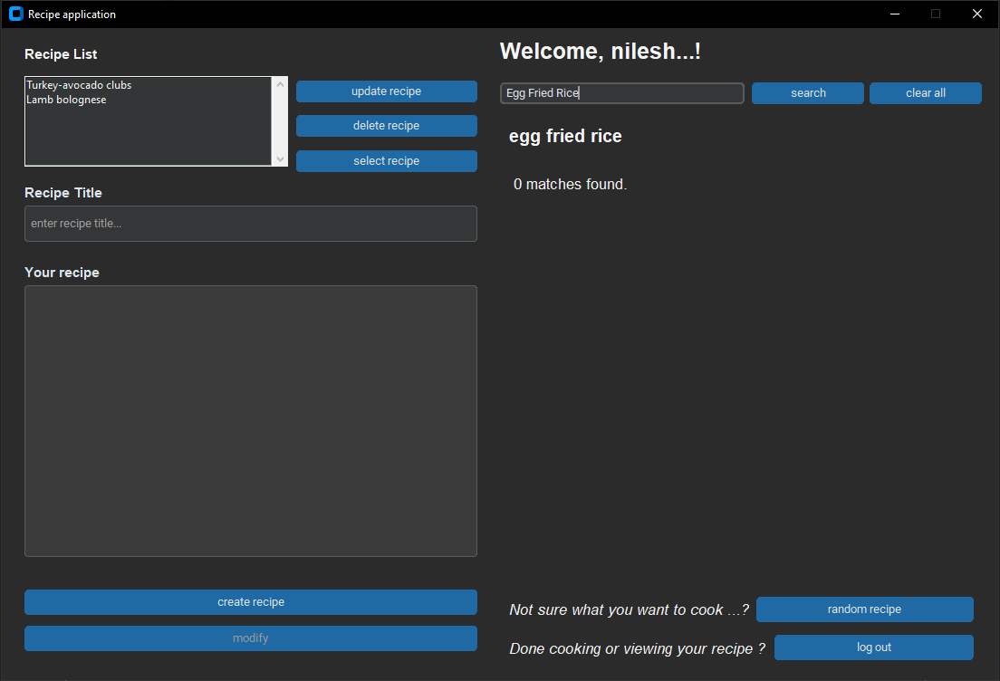 Recipe application
Recipe List
Turkey-avocado clubs
Lamb bolognese
update recipe
delete recipe
select recipe
Recipe Title
enter recipe title...
Your recipe
create recipe
modify
Welcome, nilesh...!
Egg Fried Rice
search
clear all
egg fried rice
0 matches found.
Not sure what you want to cook ...?
random recipe
Done cooking or viewing your recipe ?
log out